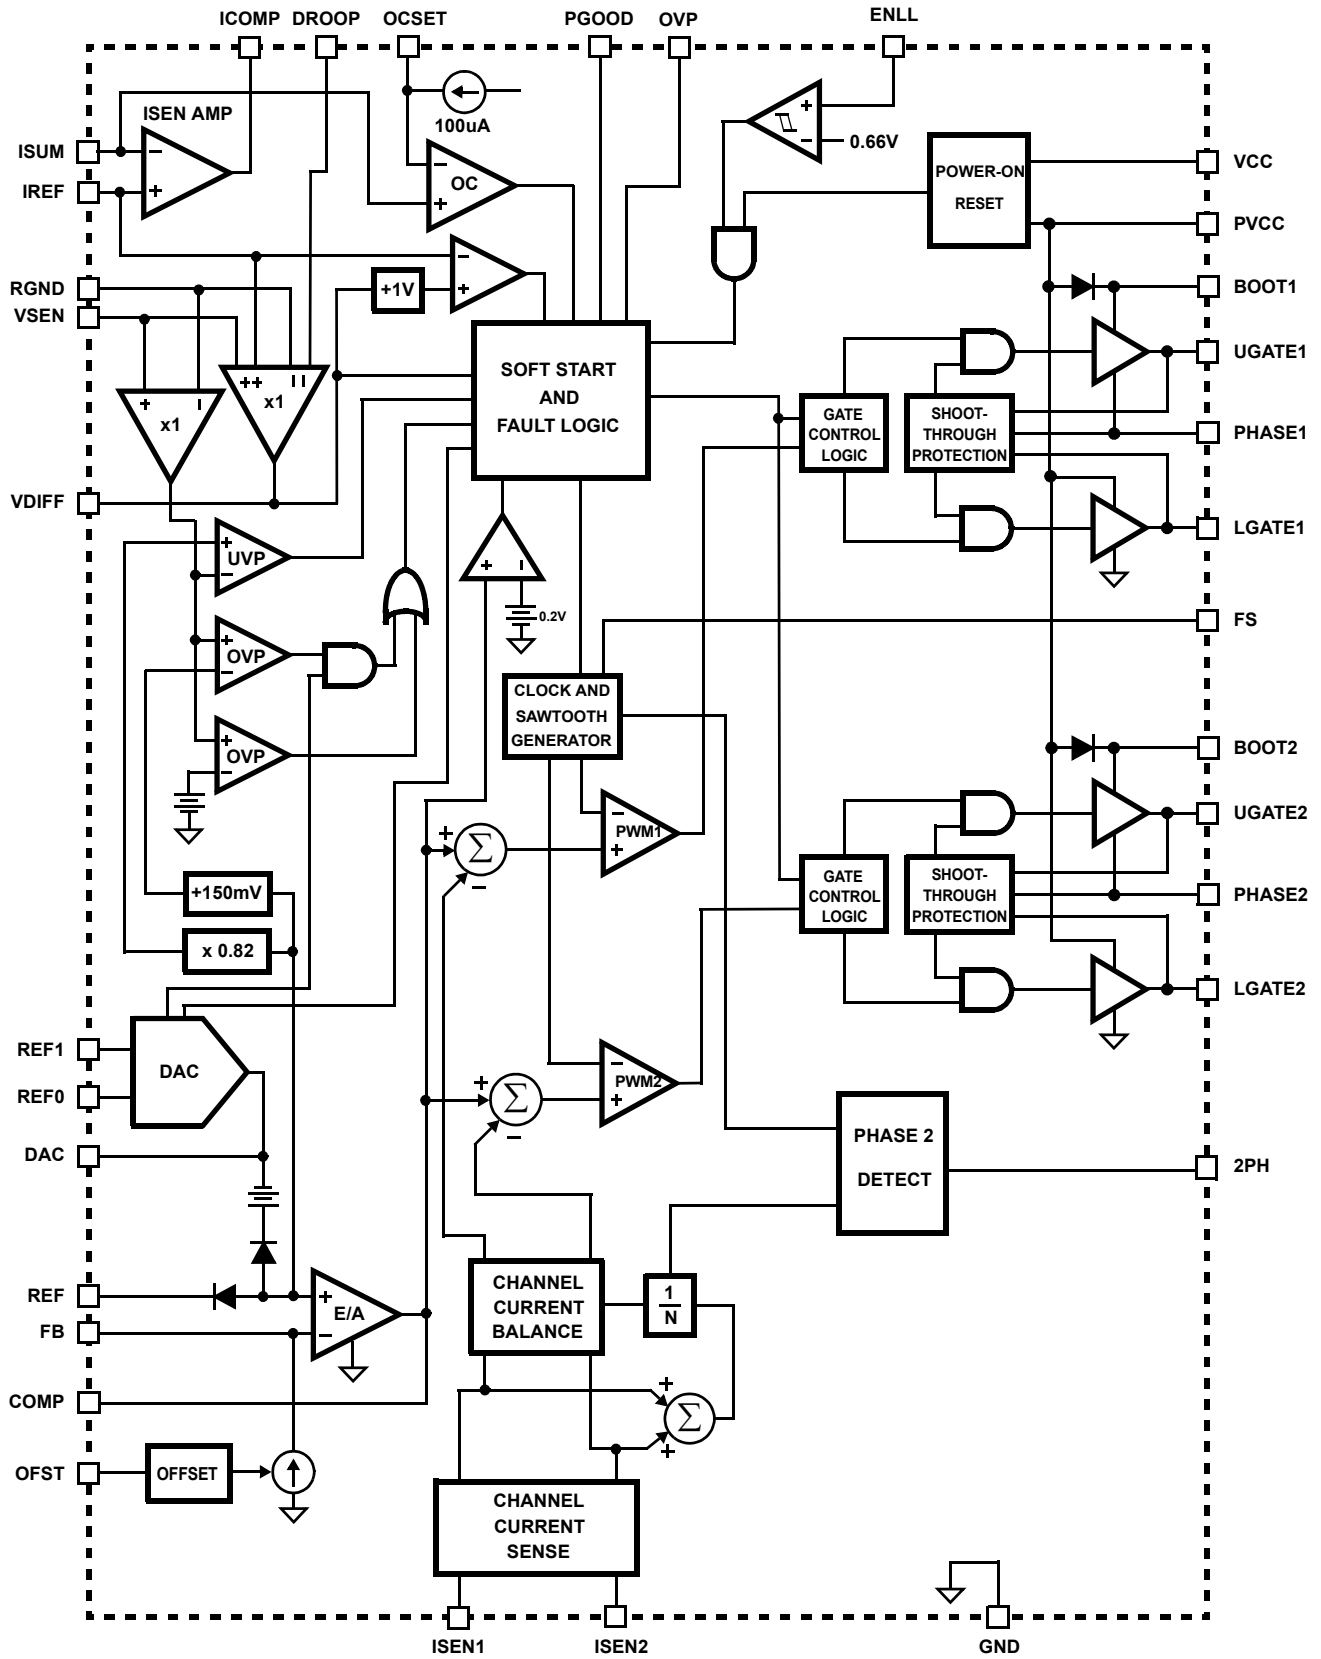 ICOMP
DROOP
OCSET
PGOOD
OVP
ENLL
ISEN AMP
100uA
ISUM
−
+
IREF
−
OC
+
+
−
0.66V
POWER-ON
RESET
VCC
PVCC
RGND
VSEN
+1V
−
+
BOOT1
UGATE1
PHASE1
LGATE1
+ −
x1
++ − −
x1
SOFT START
AND
FAULT LOGIC
GATE
CONTROL
LOGIC
SHOOT-
THROUGH
PROTECTION
VDIFF
+
UVP
−
+ −
0.2V
FS
+
OVP
−
+
OVP
−
CLOCK AND
SAWTOOTH
GENERATOR
BOOT2
UGATE2
PHASE2
LGATE2
+
Σ
−
−
PWM1
+
GATE
CONTROL
LOGIC
SHOOT-
THROUGH
PROTECTION
+150mV
x 0.82
REF1
REF0
DAC
DAC
+
Σ
−
−
PWM2
+
PHASE 2
DETECT
2PH
REF
FB
+
E/A
−
CHANNEL
CURRENT
BALANCE
1
N
COMP
+
Σ
+
OFST
OFFSET
CHANNEL
CURRENT
SENSE
ISEN1
ISEN2
GND